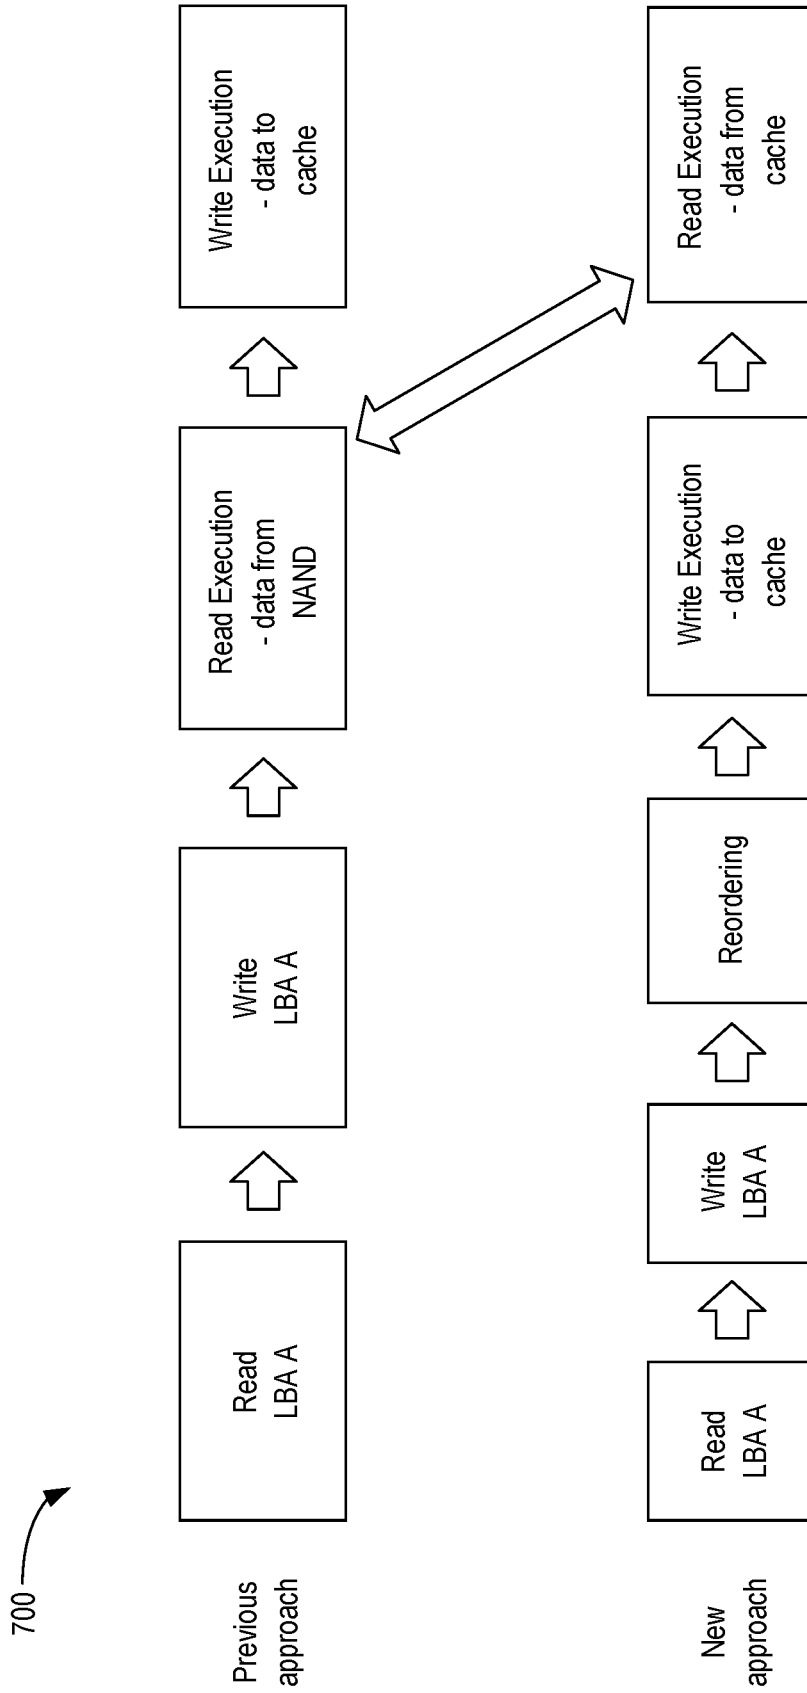 700
Previous
approach
Read
LBA A
Write
LBA A
Read Execution
- data from
NAND
Write Execution
- data to
cache
New
approach
Read
LBA A
Write
LBA A
Reordering
Write Execution
- data to
cache
Read Execution
- data from
cache